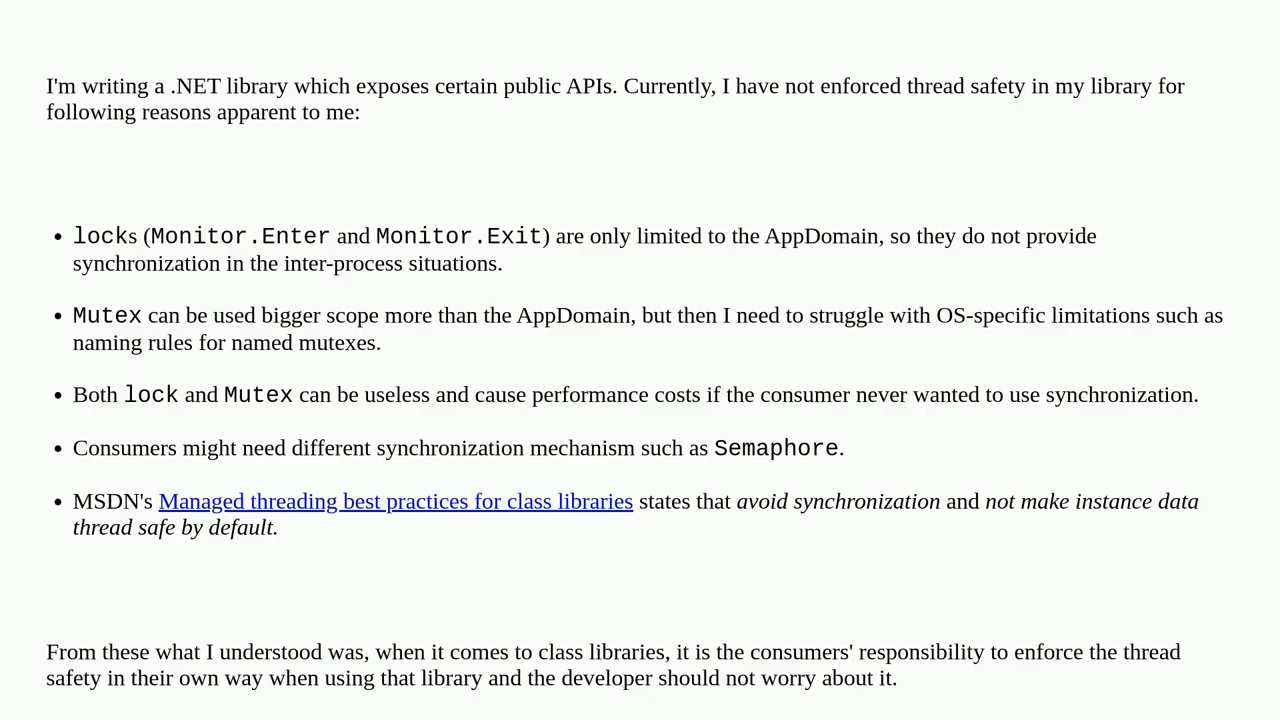 I'm writing a .NET library which exposes certain public APIs. Currently, I have not enforced thread safety in my library for
following reasons apparent to me:
• locks (Monitor.Enter and Monitor.Exit) are only limited to the AppDomain, so they do not provide
synchronization in the inter-process situations.
• Mutex can be used bigger scope more than the AppDomain, but then I need to struggle with OS-specific limitations such as
naming rules for named mutexes.
• Both lock and Mutex can be useless and cause performance costs if the consumer never wanted to use synchronization.
• Consumers might need different synchronization mechanism such as Semaphore.
• MSDN's Managed threading best practices for class libraries states that avoid synchronization and not make instance data
thread safe by default.
From these what I understood was, when it comes to class libraries, it is the consumers' responsibility to enforce the thread
safety in their own way when using that library and the developer should not worry about it.